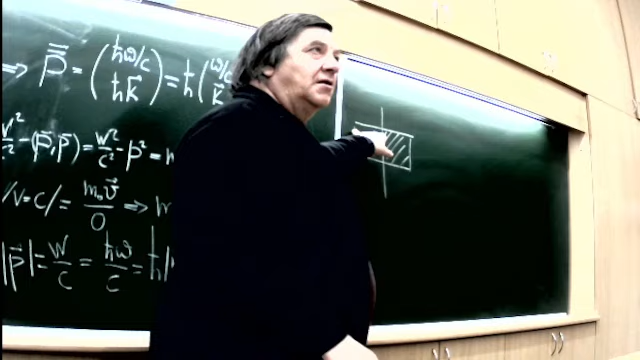 ⇒ p⃗ = (ħω/c ħk⃗) = ħ(ω/c k⃗
W²/c² - (p⃗,p⃗) = W²/c² - p² = m
/V=c/ = m₀v⃗/0 ⇒ m
|p⃗| = W/c = ħω/c = ħ|